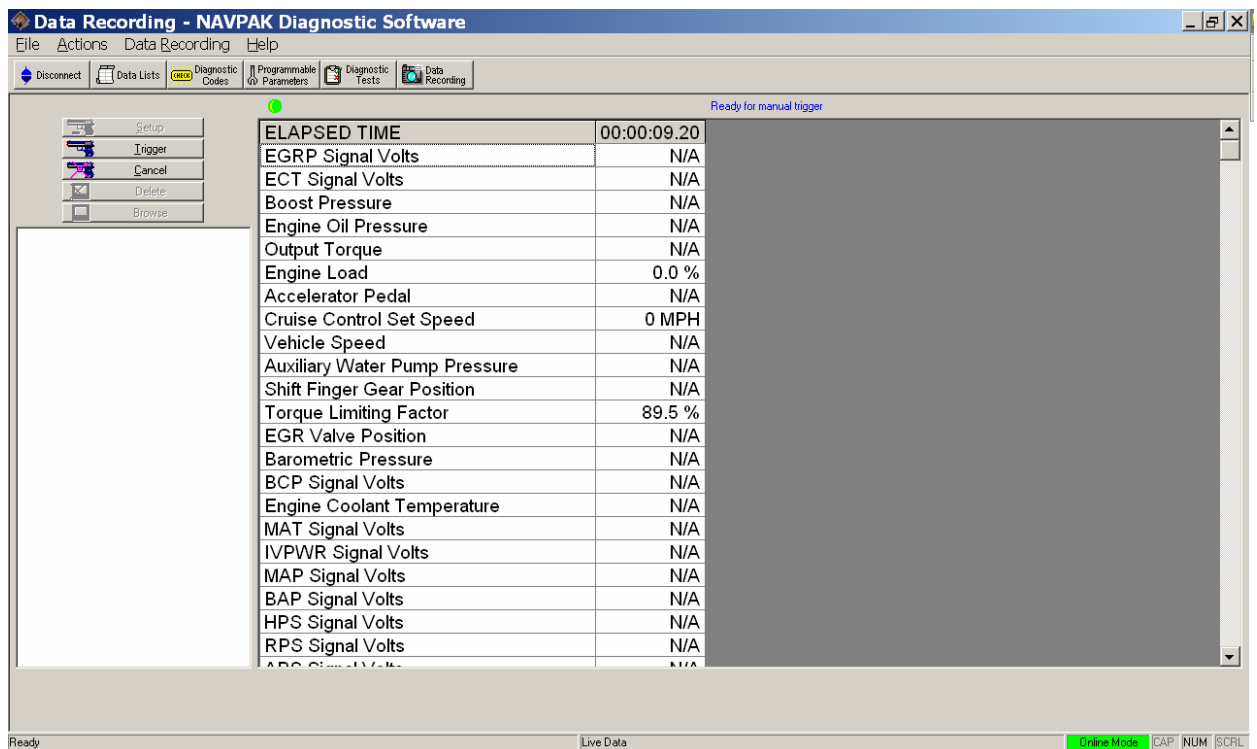 Data Recording - NAVPAK Diagnostic Software
File Actions Data Recording Help
Disconnect Data Lists CHECK Diagnostic Codes Programmable Parameters Diagnostic Tests Data Recording
Ready for manual trigger
Setup
Trigger
Cancel
Delete
Browse
ELAPSED TIME 00:00:09.20
EGRP Signal Volts N/A
ECT Signal Volts N/A
Boost Pressure N/A
Engine Oil Pressure N/A
Output Torque N/A
Engine Load 0.0 %
Accelerator Pedal N/A
Cruise Control Set Speed 0 MPH
Vehicle Speed N/A
Auxiliary Water Pump Pressure N/A
Shift Finger Gear Position N/A
Torque Limiting Factor 89.5 %
EGR Valve Position N/A
Barometric Pressure N/A
BCP Signal Volts N/A
Engine Coolant Temperature N/A
MAT Signal Volts N/A
IVPWR Signal Volts N/A
MAP Signal Volts N/A
BAP Signal Volts N/A
HPS Signal Volts N/A
RPS Signal Volts N/A
Signal Volts N/A
Ready Live Data Online Mode CAP NUM SCRL